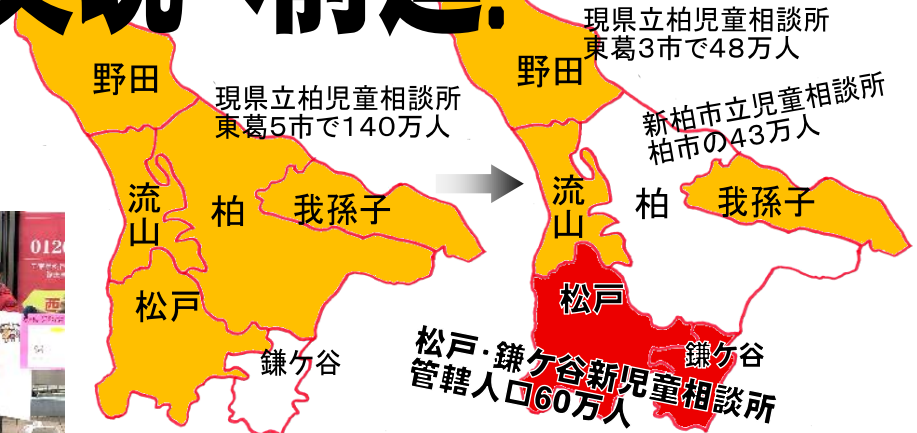 前進!
野田
現県立柏児童相談所
東葛5市で140万人
流山
柏
我孫子
松戸
鎌ケ谷
現県立柏児童相談所
東葛3市で48万人
野田
新柏市立児童相談所
柏市の43万人
流山
柏
我孫子
松戸
鎌ケ谷
松戸・鎌ケ谷新児童相談所
管轄人口60万人
012